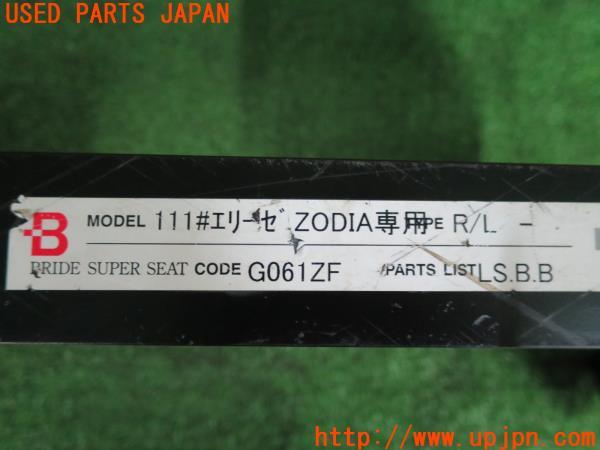 USED PARTS JAPAN
B MODEL 111#エリーゼ ZODIA専用 TYPE R/L -
BRIDE SUPER SEAT CODE G061ZF PARTS LIST LS.B.B
http://www.upjpn.com